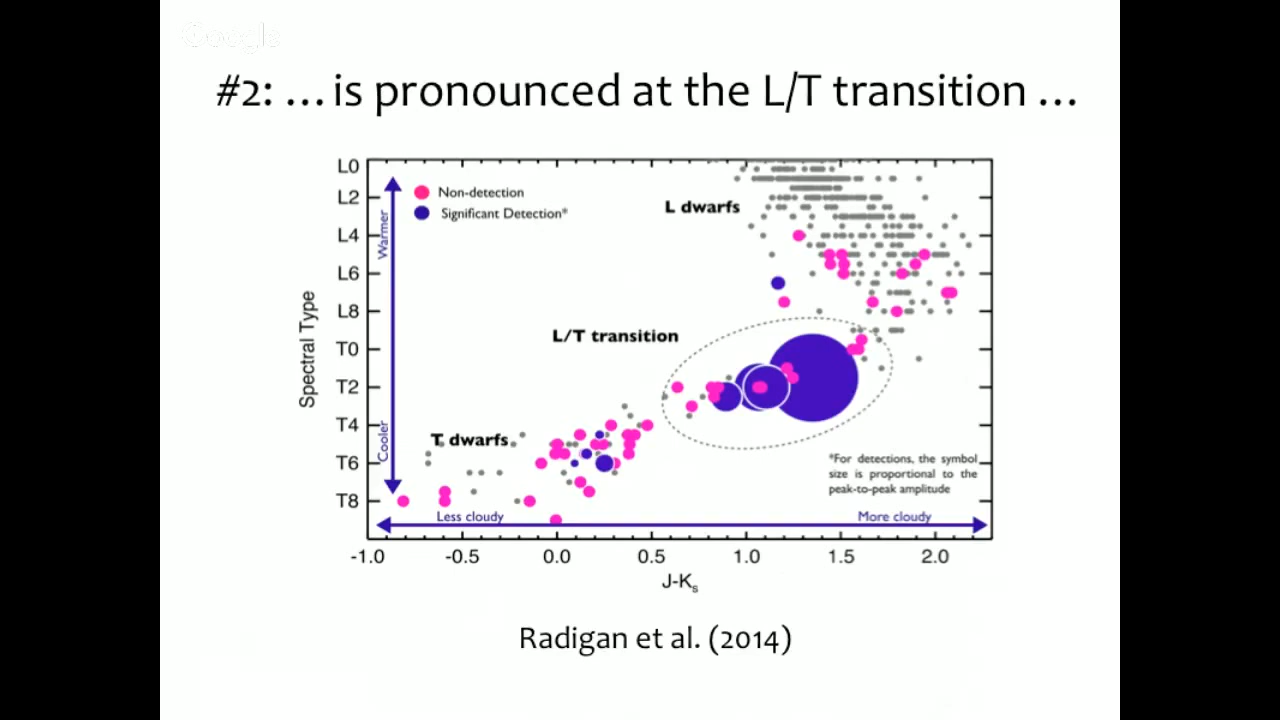 Google
#2: … is pronounced at the L/T transition …
L0
L2
L4
L6
L8
T0
T2
T4
T6
T8
Spectral Type
Warmer
Cooler
Non-detection
Significant Detection*
L dwarfs
L/T transition
T dwarfs
*For detections, the symbol
size is proportional to the
peak-to-peak amplitude
Less cloudy
More cloudy
-1.0 -0.5 0.0 0.5 1.0 1.5 2.0
J-Ks
Radigan et al. (2014)